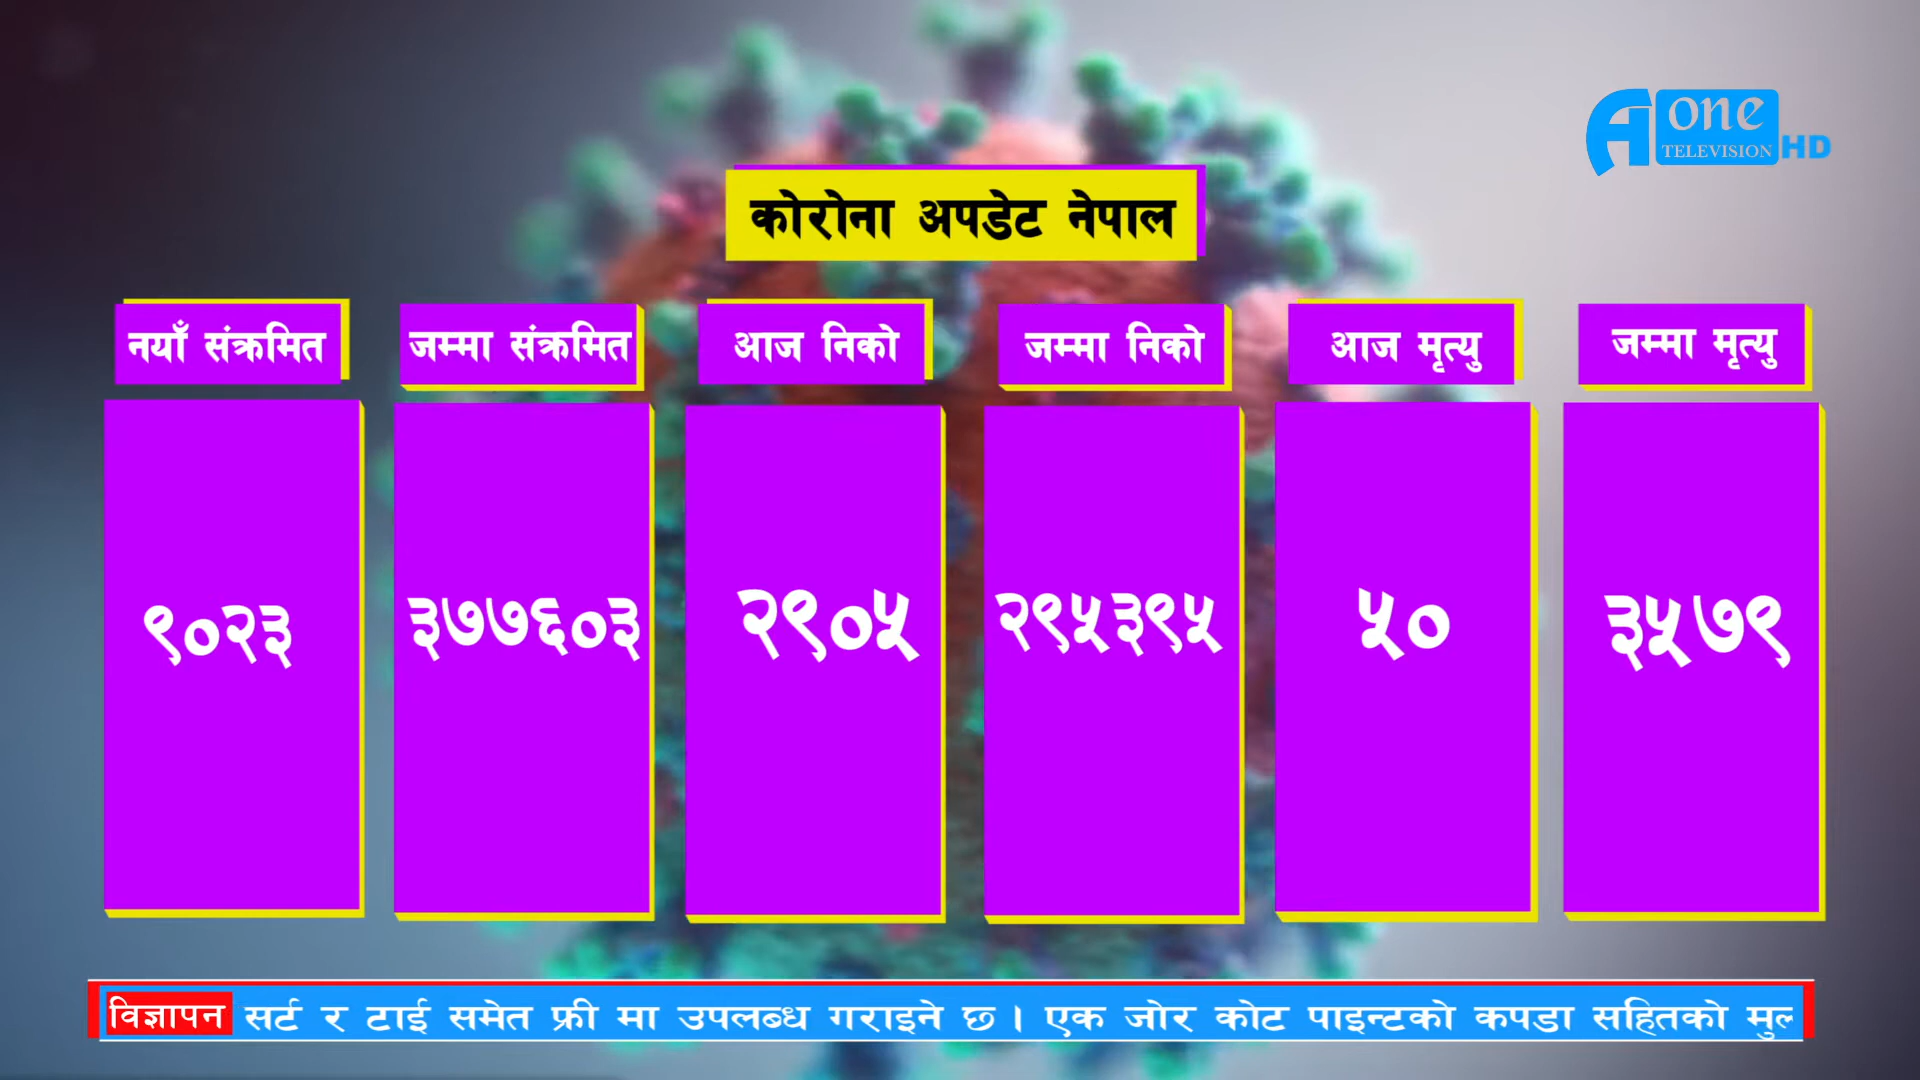 A one
TELEVISION HD
कोरोना अपडेट नेपाल
नयाँ संक्रमित
जम्मा संक्रमित
आज निको
जम्मा निको
आज मृत्यु
जम्मा मृत्यु
९०२३
३७७६०३
२९०५
२९५३९५
५०
३५७९
विज्ञापन सर्ट र टाई समेत फ्री मा उपलब्ध गराइने छ । एक जोर कोट पाइन्टको कपडा सहितको